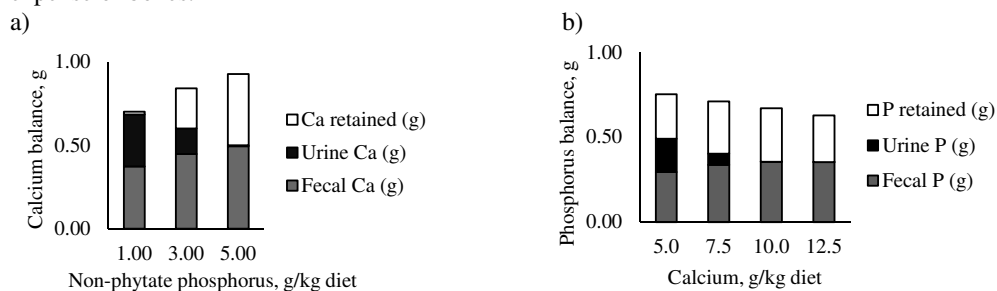 a)
b)
1.00
0.50
0.00
Calcium balance, g
1.00 3.00 5.00
Non-phytate phosphorus, g/kg diet
Ca retained (g)
Urine Ca (g)
Fecal Ca (g)
1.00
0.50
0.00
Phosphorus balance, g
5.0 7.5 10.0 12.5
Calcium, g/kg diet
P retained (g)
Urine P (g)
Fecal P (g)